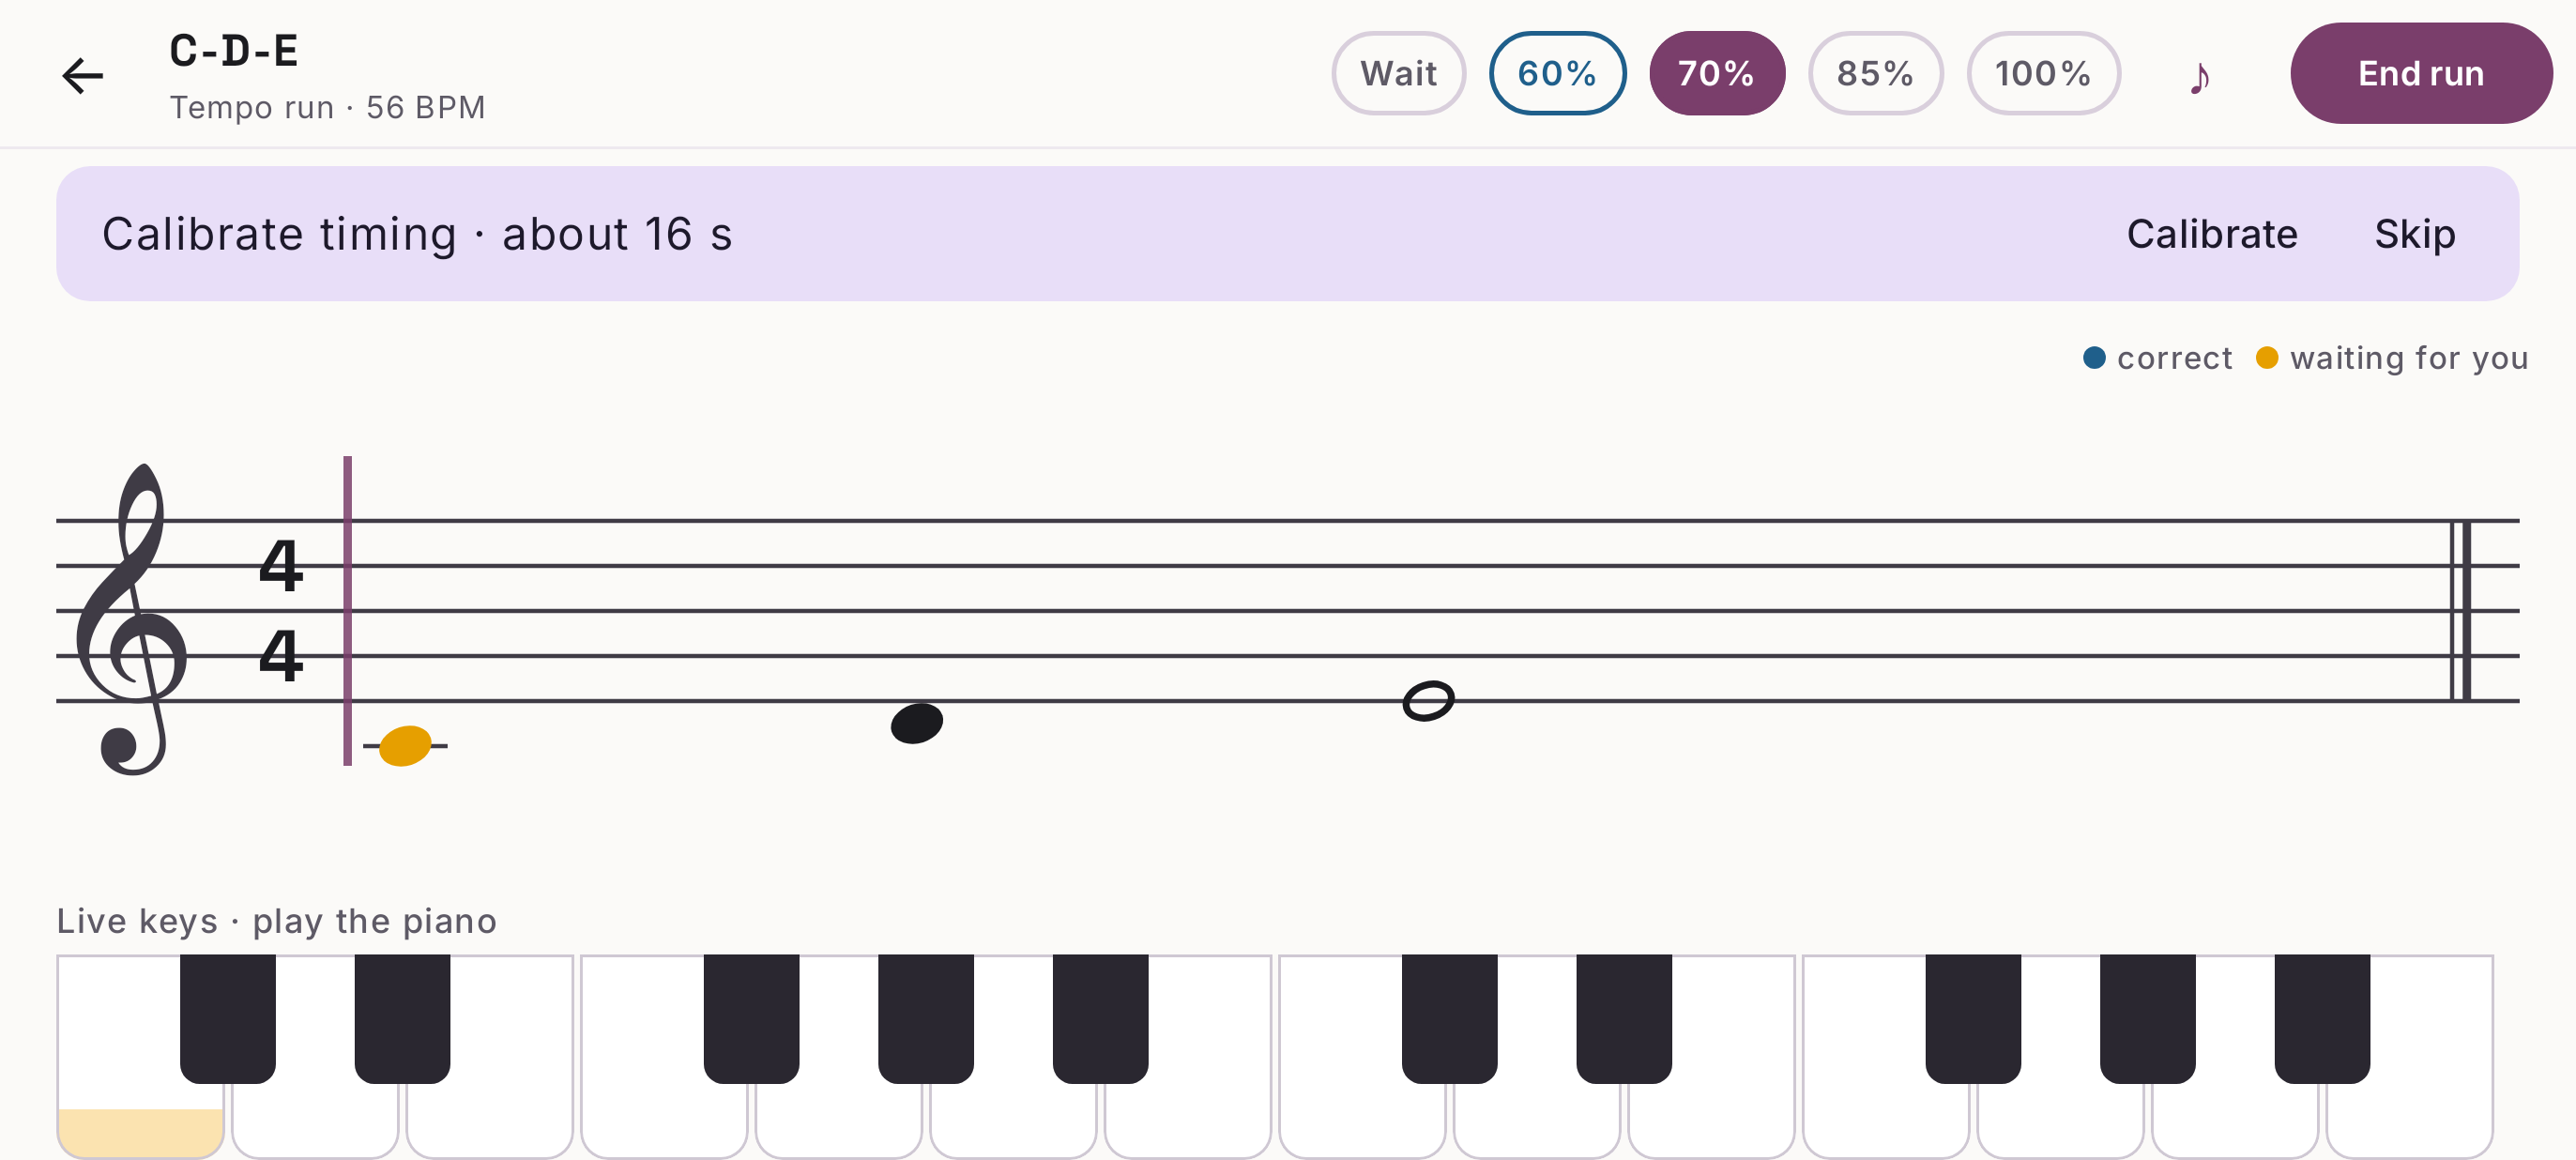 C-D-E
Tempo run · 56 BPM
Wait
60%
70%
85%
100%
End run
Calibrate timing · about 16 s
Calibrate
Skip
correct
waiting for you
4
4
Live keys · play the piano